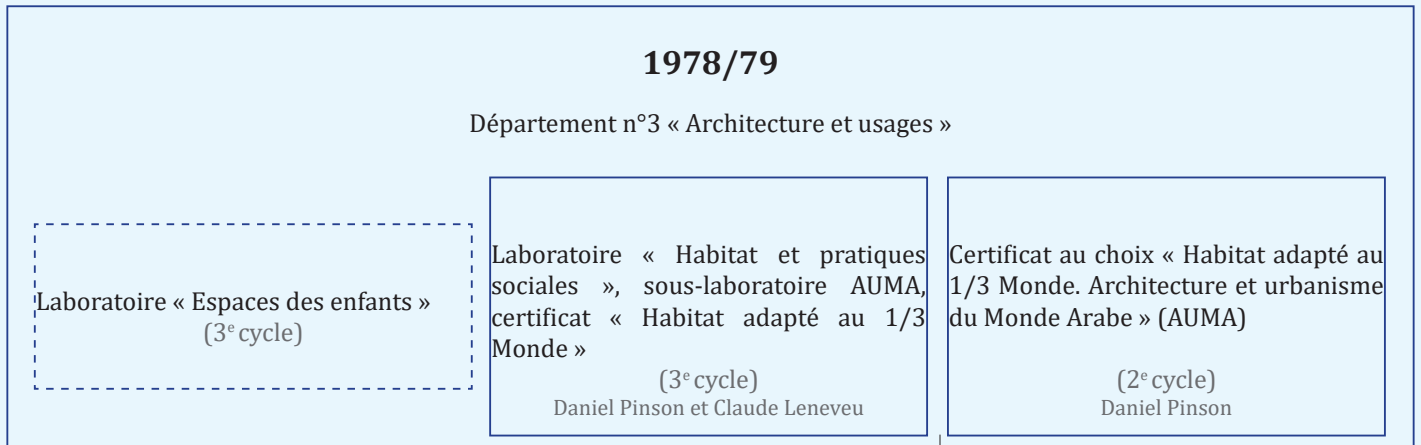 1978/79
Département n°3 « Architecture et usages »
Laboratoire « Espaces des enfants »
(3e cycle)
Laboratoire « Habitat et pratiques
sociales », sous-laboratoire AUMA,
certificat « Habitat adapté au 1/3
Monde »
(3e cycle)
Daniel Pinson et Claude Leneveu
Certificat au choix « Habitat adapté au
1/3 Monde. Architecture et urbanisme
du Monde Arabe » (AUMA)
(2e cycle)
Daniel Pinson